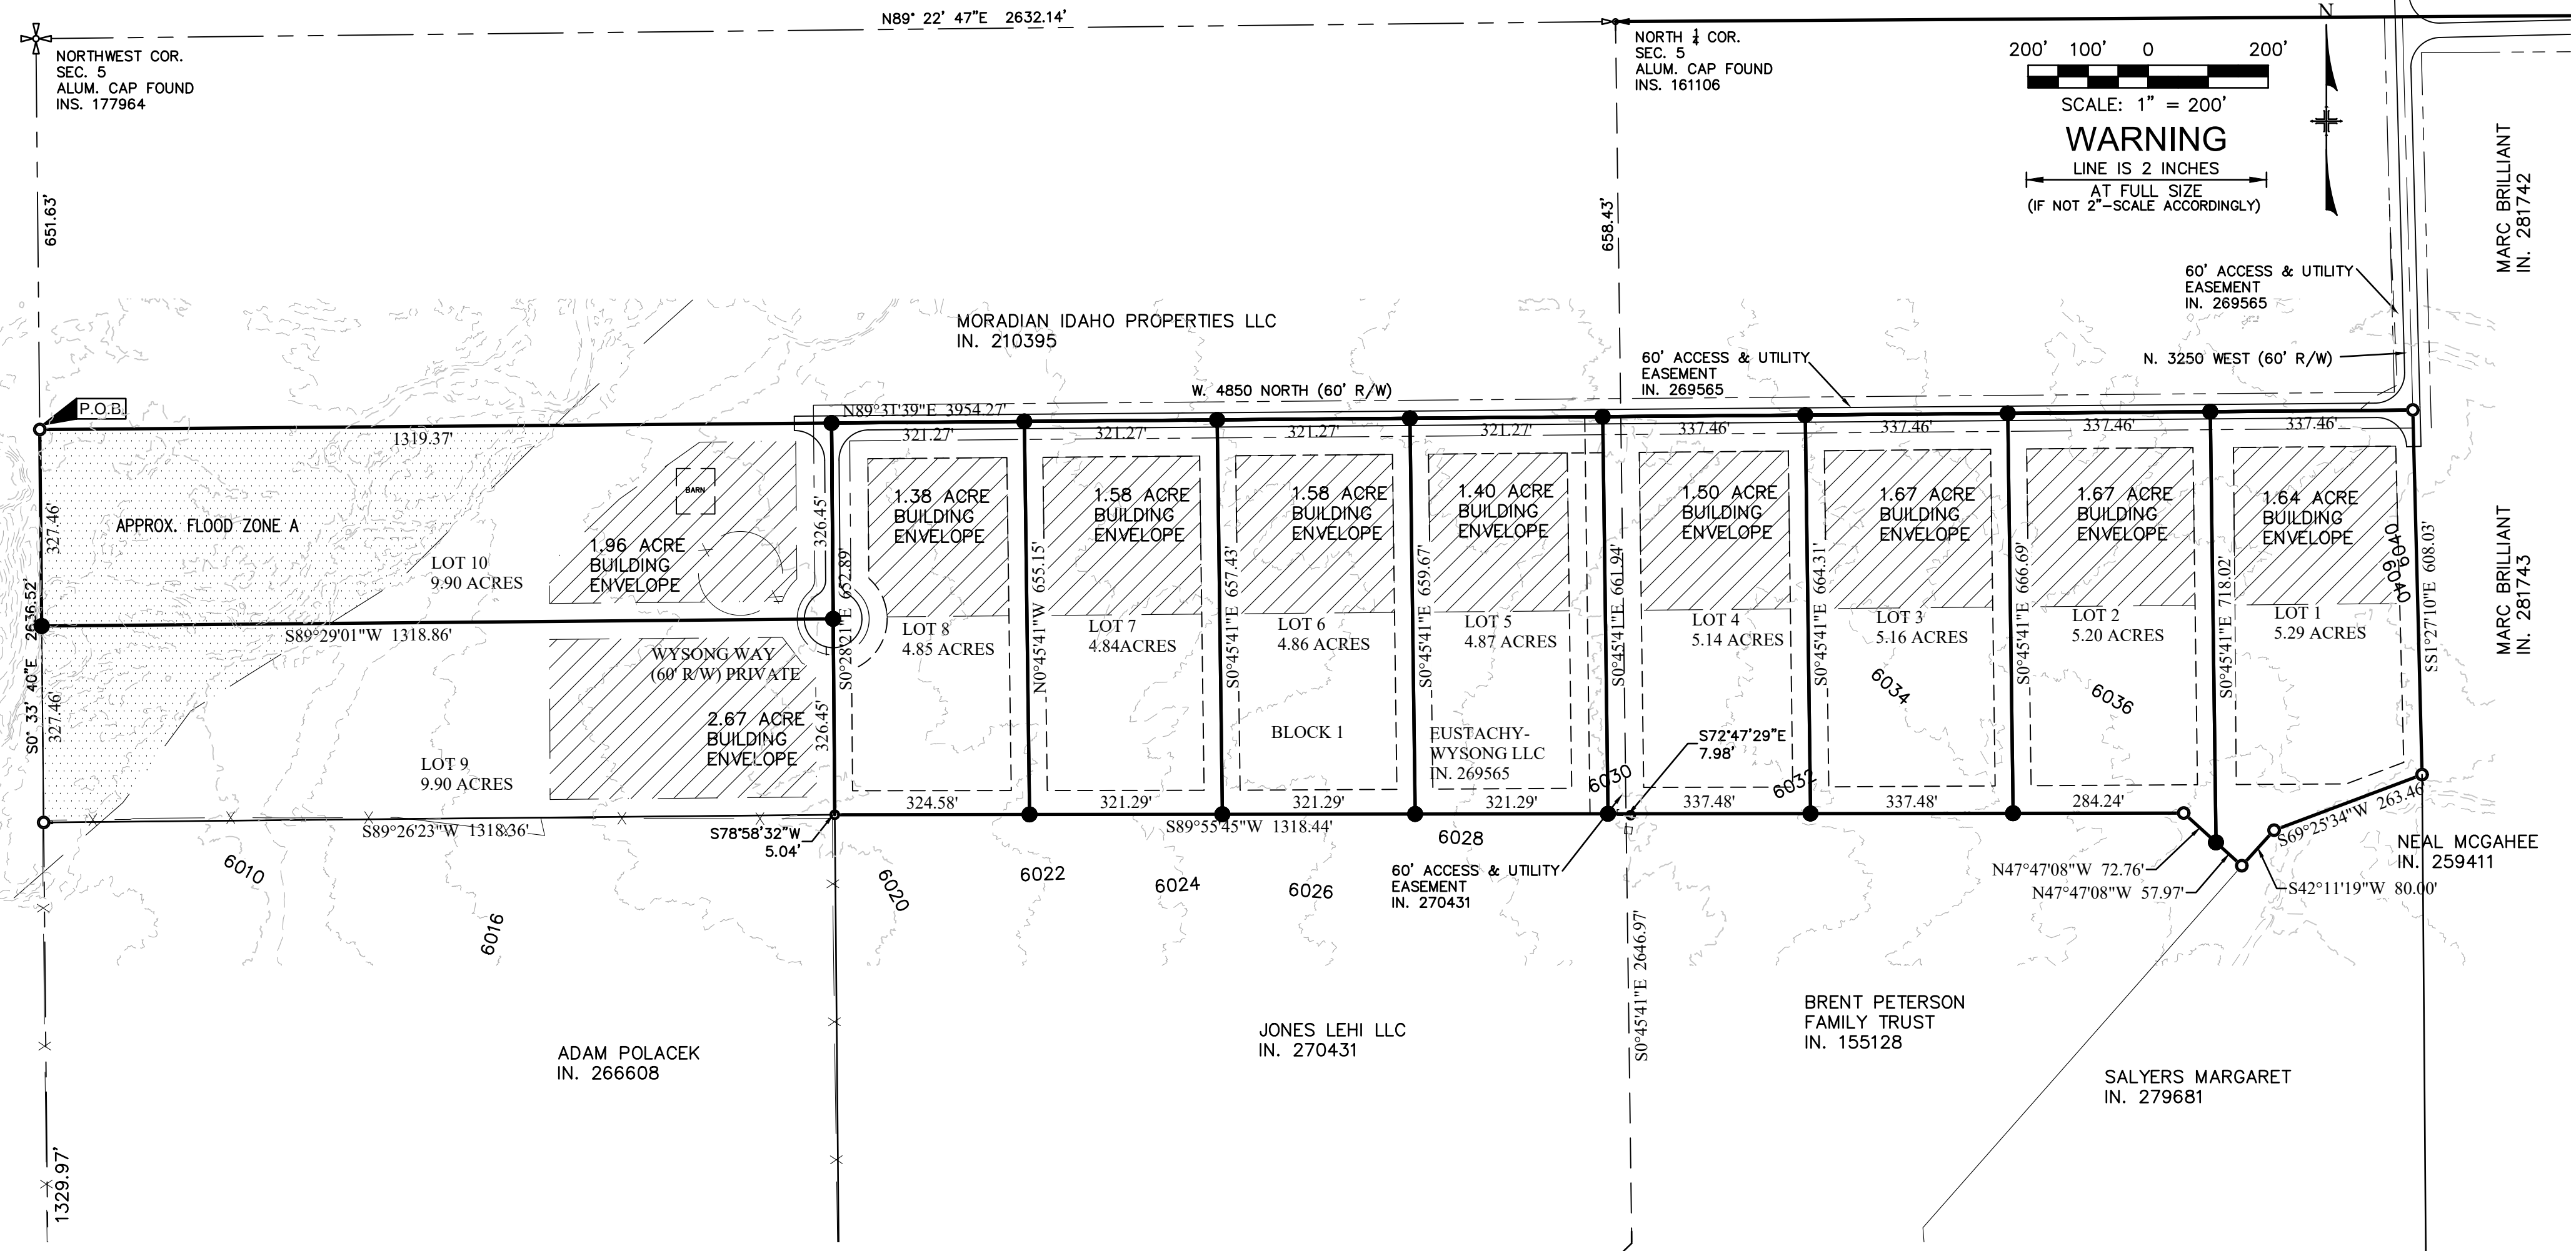 N89° 22' 47"E 2632.14'
NORTHWEST COR.
SEC. 5
ALUM. CAP FOUND
INS. 177964
NORTH 1/4 COR.
SEC. 5
ALUM. CAP FOUND
INS. 161106
N
200' 100' 0 200'
SCALE: 1" = 200'
WARNING
LINE IS 2 INCHES
AT FULL SIZE
(IF NOT 2"-SCALE ACCORDINGLY)
MARC BRILLIANT
IN. 281742
651.63'
658.43'
60' ACCESS & UTILITY
EASEMENT
IN. 269565
MORADIAN IDAHO PROPERTIES LLC
IN. 210395
60' ACCESS & UTILITY
EASEMENT
IN. 269565
N. 3250 WEST (60' R/W)
W. 4850 NORTH (60' R/W)
P.O.B.
N89°31'39"E 3954.27'
1319.37'
321.27'
321.27'
321.27'
321.27'
337.46'
337.46'
337.46'
337.46'
BARN
APPROX. FLOOD ZONE A
327.46'
LOT 10
9.90 ACRES
1.96 ACRE
BUILDING
ENVELOPE
326.45'
S0°28'21"E 652.89'
1.38 ACRE
BUILDING
ENVELOPE
1.58 ACRE
BUILDING
ENVELOPE
1.58 ACRE
BUILDING
ENVELOPE
1.40 ACRE
BUILDING
ENVELOPE
1.50 ACRE
BUILDING
ENVELOPE
1.67 ACRE
BUILDING
ENVELOPE
1.67 ACRE
BUILDING
ENVELOPE
1.64 ACRE
BUILDING
ENVELOPE
6040
6040
SS1°27'10"E 608.03'
MARC BRILLIANT
IN. 281743
N0°45'41"W 655.15'
S0°45'41"E 657.43'
S0°45'41"E 659.67'
S0°45'41"E 661.94'
S0°45'41"E 664.31'
S0°45'41"E 666.69'
S0°45'41"E 718.02'
S0° 33' 40"E 2636.52'
S89°29'01"W 1318.86'
LOT 8
4.85 ACRES
LOT 7
4.84ACRES
LOT 6
4.86 ACRES
LOT 5
4.87 ACRES
LOT 4
5.14 ACRES
LOT 3
5.16 ACRES
LOT 2
5.20 ACRES
LOT 1
5.29 ACRES
WYSONG WAY
(60' R/W) PRIVATE
327.46'
326.45'
2.67 ACRE
BUILDING
ENVELOPE
LOT 9
9.90 ACRES
BLOCK 1
EUSTACHY-
WYSONG LLC
IN. 269565
S72°47'29"E
7.98'
6034
6036
6030
6032
324.58'
321.29'
321.29'
321.29'
337.48'
337.48'
284.24'
S89°26'23"W 1318.36'
S78°58'32"W
5.04'
S89°55'45"W 1318.44'
S69°25'34"W 263.46'
NEAL MCGAHEE
IN. 259411
N47°47'08"W 72.76'
N47°47'08"W 57.97'
S42°11'19"W 80.00'
60' ACCESS & UTILITY
EASEMENT
IN. 270431
6010
6016
6020
6022
6024
6026
6028
S0°45'41"E 2646.97'
ADAM POLACEK
IN. 266608
JONES LEHI LLC
IN. 270431
BRENT PETERSON
FAMILY TRUST
IN. 155128
SALYERS MARGARET
IN. 279681
1329.97'